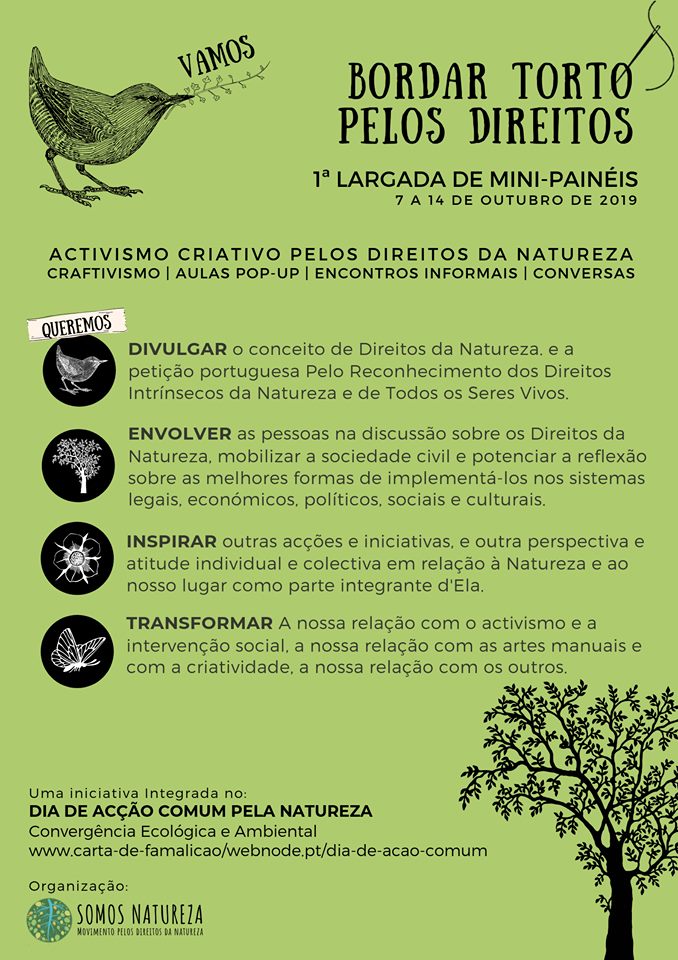 VAMOS
BORDAR TORTO
PELOS DIREITOS
1ª LARGADA DE MINI-PAINÉIS
7 A 14 DE OUTUBRO DE 2019
ACTIVISMO CRIATIVO PELOS DIREITOS DA NATUREZA
CRAFTIVISMO | AULAS POP-UP | ENCONTROS INFORMAIS | CONVERSAS
QUEREMOS
DIVULGAR o conceito de Direitos da Natureza. e a
petição portuguesa Pelo Reconhecimento dos Direitos
Intrínsecos da Natureza e de Todos os Seres Vivos.
ENVOLVER as pessoas na discussão sobre os Direitos da
Natureza, mobilizar a sociedade civil e potenciar a reflexão
sobre as melhores formas de implementá-los nos sistemas
legais, económicos, políticos, sociais e culturais.
INSPIRAR outras acções e iniciativas, e outra perspectiva e
atitude individual e colectiva em relação à Natureza e ao
nosso lugar como parte integrante d'Ela.
TRANSFORMAR A nossa relação com o activismo e a
intervenção social, a nossa relação com as artes manuais e
com a criatividade, a nossa relação com os outros.
Uma iniciativa Integrada no:
DIA DE ACÇÃO COMUM PELA NATUREZA
Convergência Ecológica e Ambiental
www.carta-de-famalicao/webnode.pt/dia-de-acao-comum
Organização:
SOMOS NATUREZA
MOVIMENTO PELOS DIREITOS DA NATUREZA